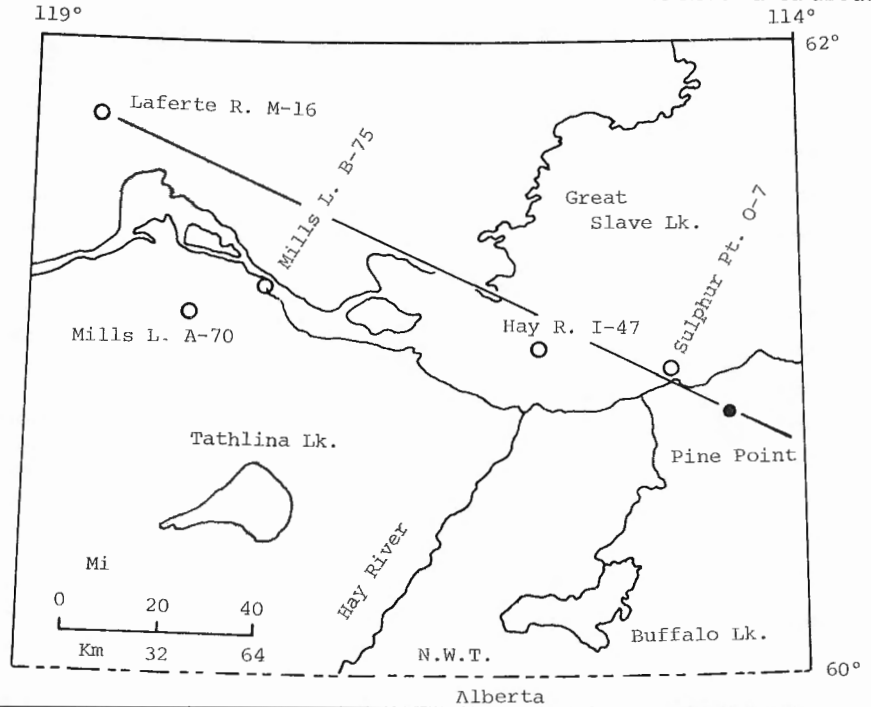 119°
114°
62°
Laferte R. M-16
Mills L. B-75
Great
Slave Lk.
Sulphur Pt. O-7
Hay R. I-47
Mills L. A-70
Tathlina Lk.
Pine Point
Hay River
Mi
0 20 40
Km 32 64
N.W.T.
Buffalo Lk.
60°
Alberta